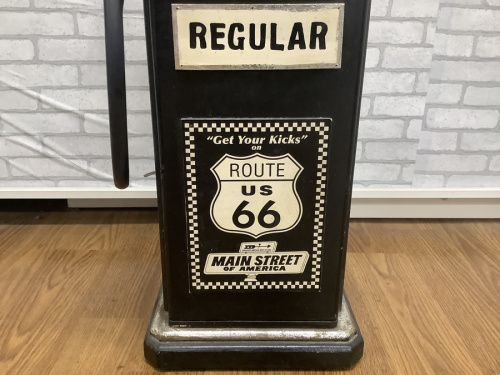 REGULAR
"Get Your Kicks"
on
ROUTE
US
66
MAIN STREET
OF AMERICA